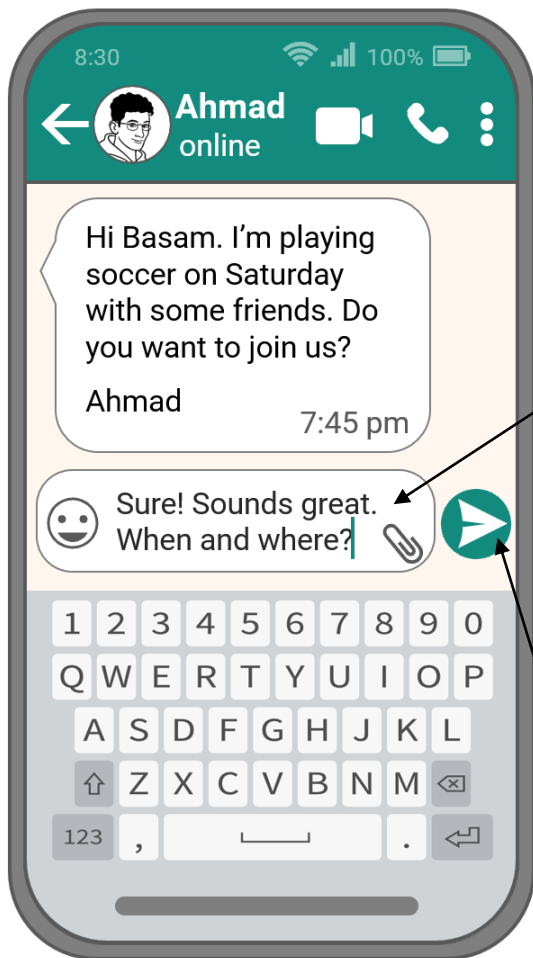 8:30 100%
Ahmad
online
Hi Basam. I’m playing
soccer on Saturday
with some friends. Do
you want to join us?
Ahmad
7:45 pm
Sure! Sounds great.
When and where?
1 2 3 4 5 6 7 8 9 0
Q W E R T Y U I O P
A S D F G H J K L
Z X C V B N M
123 , .